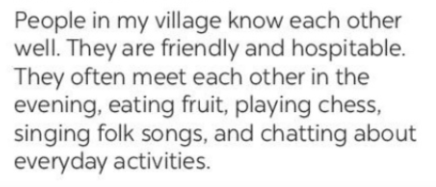 People in my village know each other
well. They are friendly and hospitable.
They often meet each other in the
evening, eating fruit, playing chess,
singing folk songs, and chatting about
everyday activities.